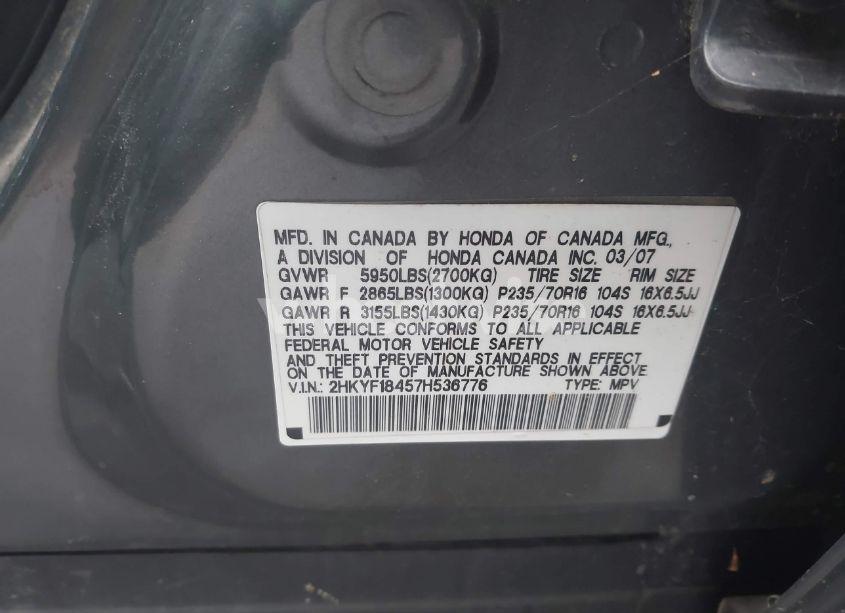 MFD. IN CANADA BY HONDA OF CANADA MFG.,
A DIVISION OF HONDA CANADA INC. 03/07
GVWR 5950LBS(2700KG) TIRE SIZE RIM SIZE
GAWR F 2865LBS(1300KG) P235/70R16 104S 16X6.5JJ
GAWR R 3155LBS(1430KG) P235/70R16 104S 16X6.5JJ
THIS VEHICLE CONFORMS TO ALL APPLICABLE
FEDERAL MOTOR VEHICLE SAFETY
AND THEFT PREVENTION STANDARDS IN EFFECT
ON THE DATE OF MANUFACTURE SHOWN ABOVE
V.I.N.: 2HKYF18457H536776 TYPE: MPV